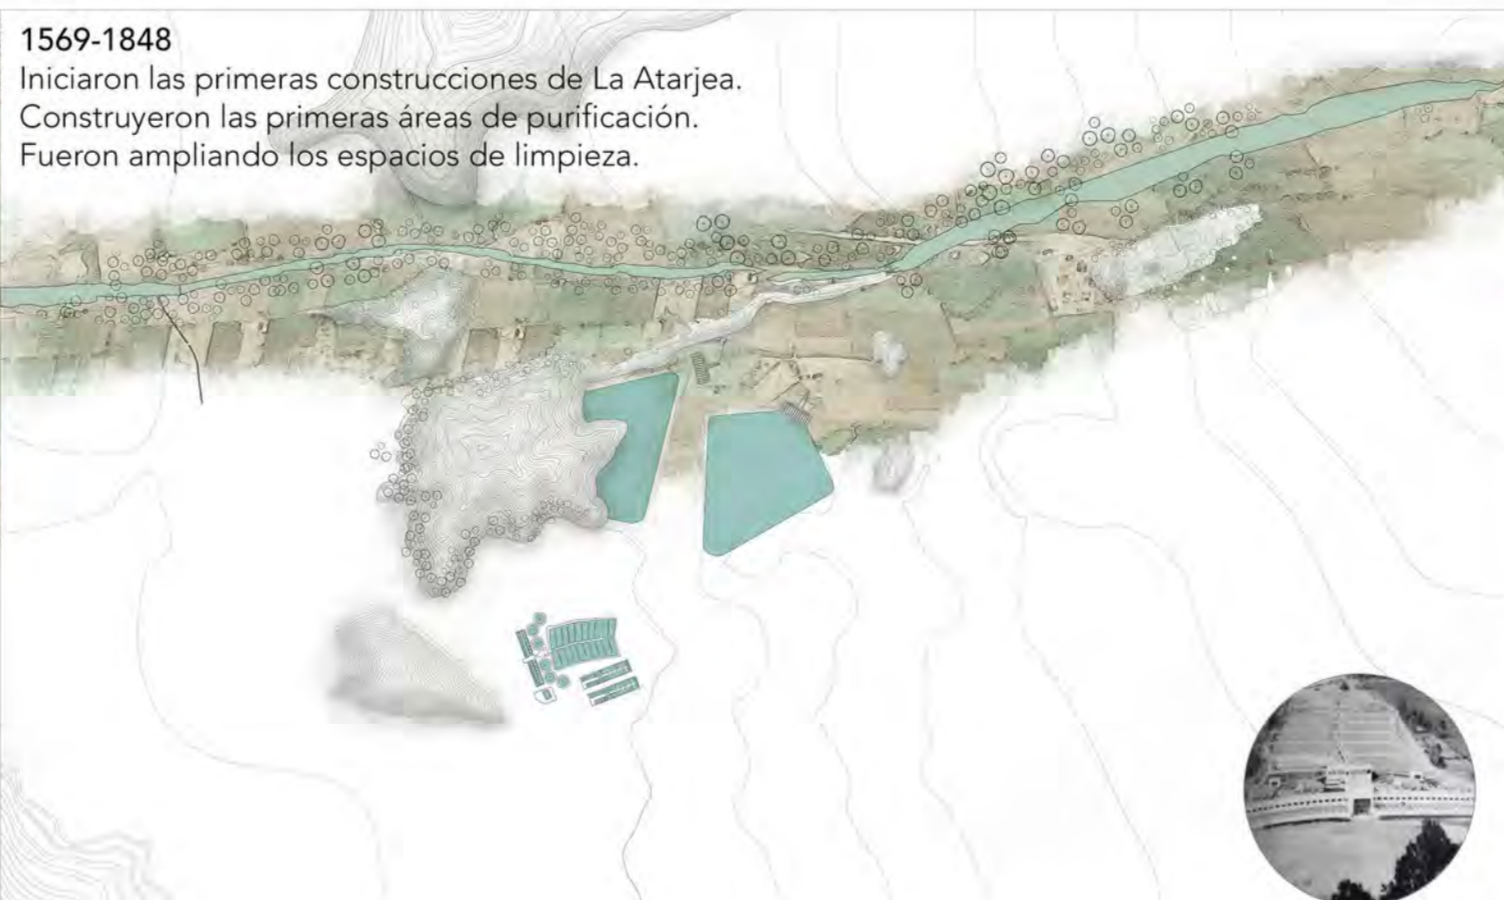 1569-1848
Iniciaron las primeras construcciones de La Atarjea.
Construyeron las primeras áreas de purificación.
Fueron ampliando los espacios de limpieza.